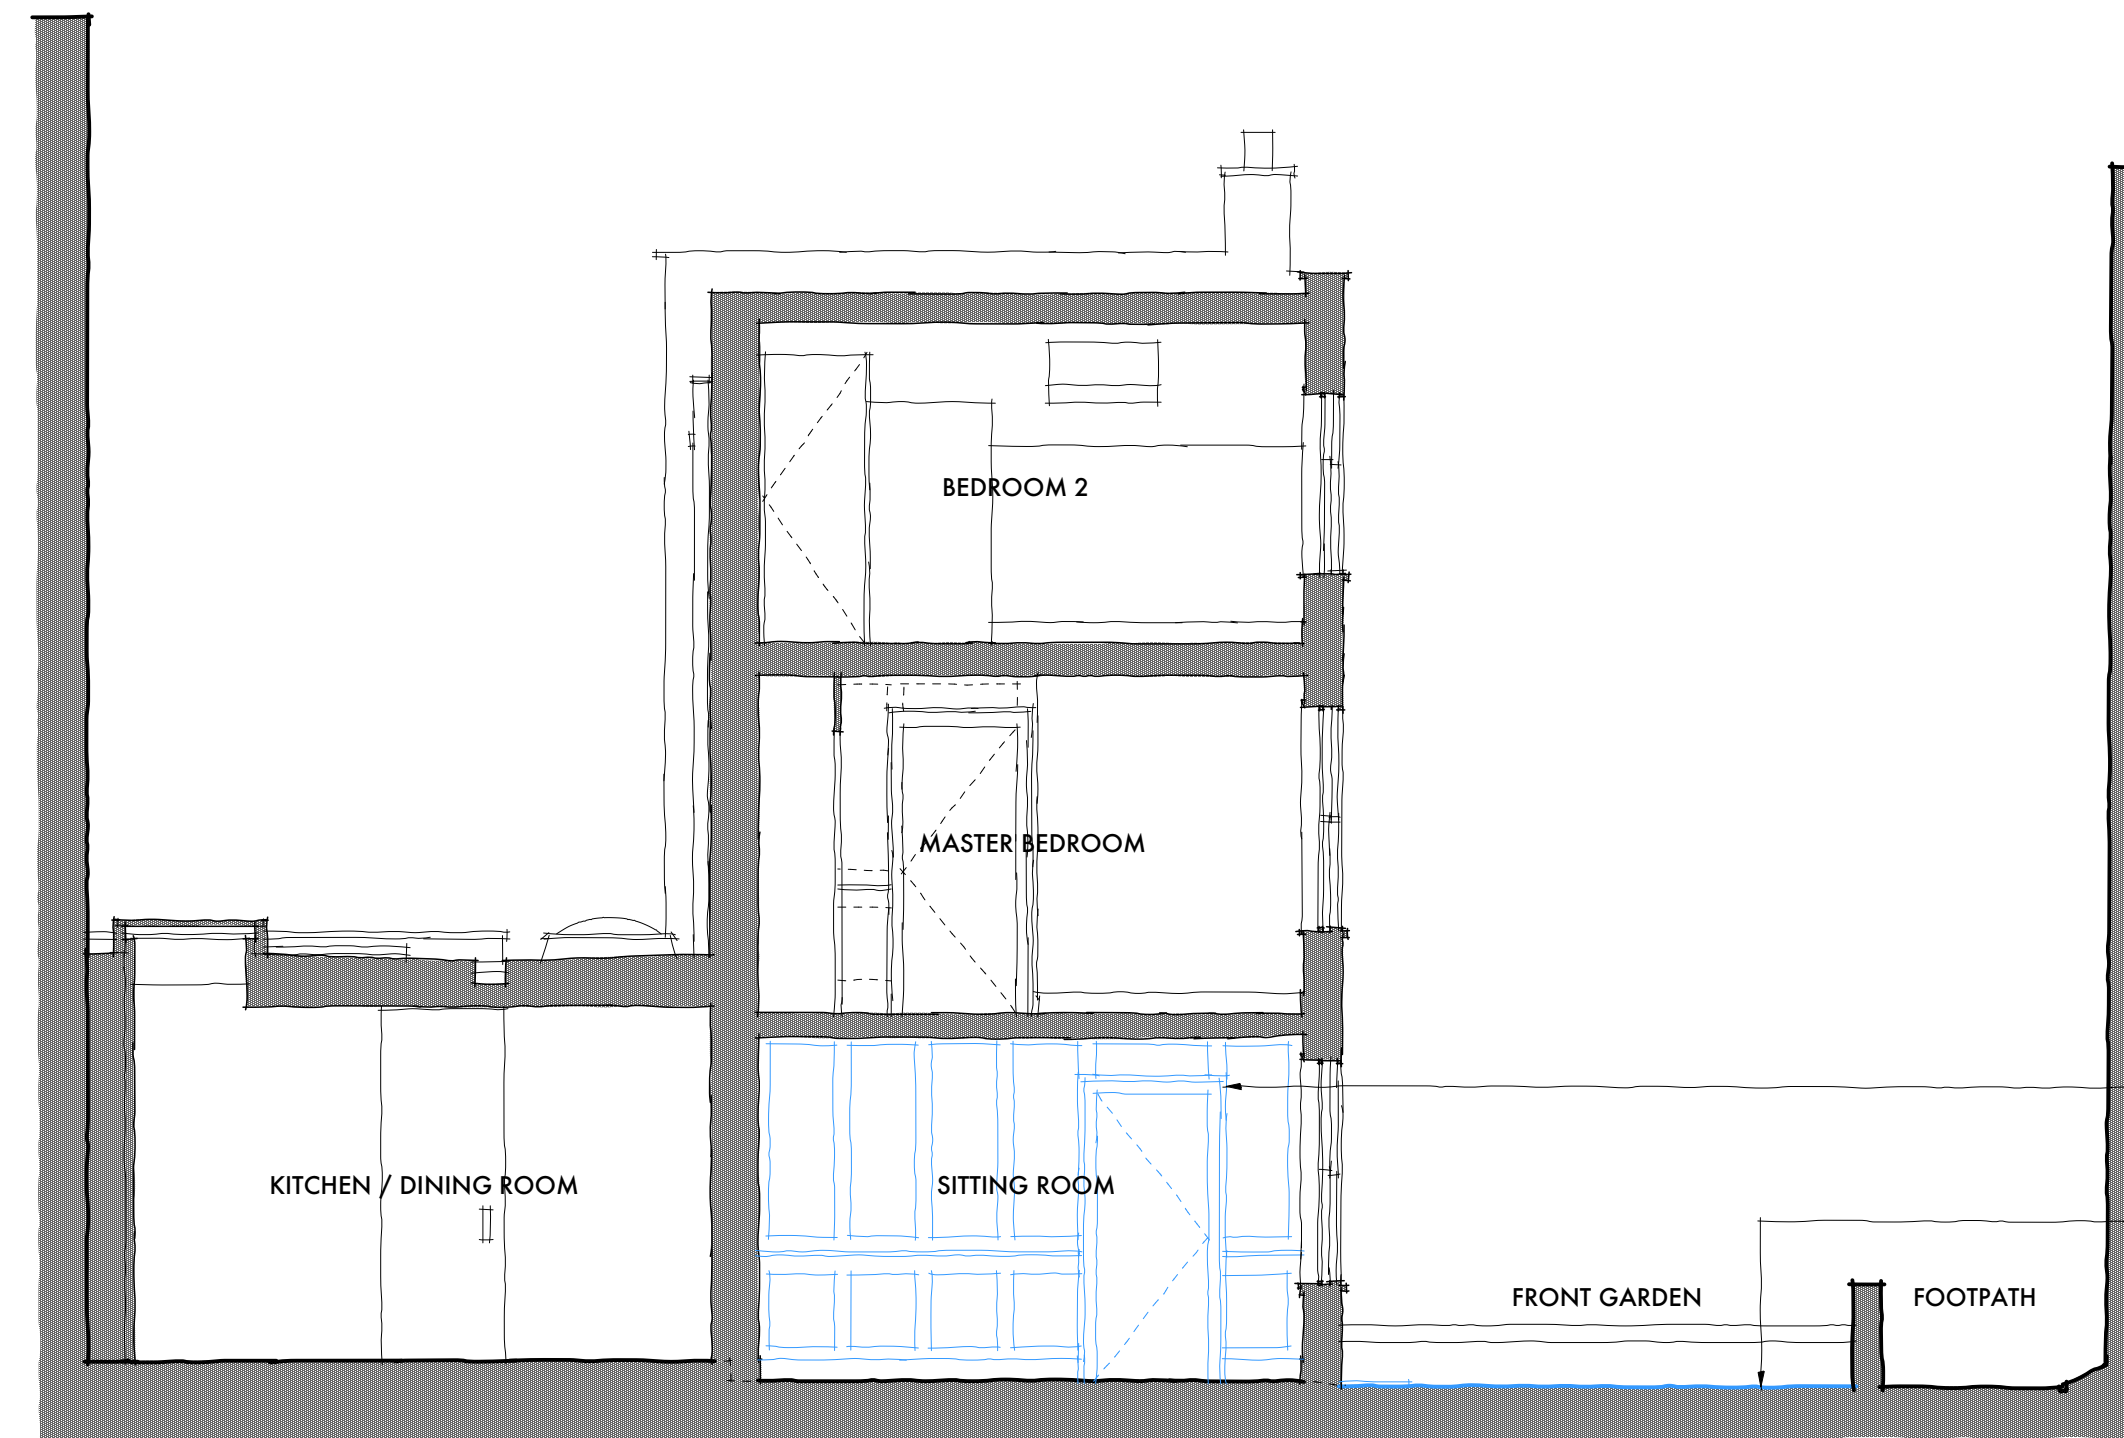 BEDROOM 2
MASTER BEDROOM
KITCHEN / DINING ROOM
SITTING ROOM
FRONT GARDEN
FOOTPATH